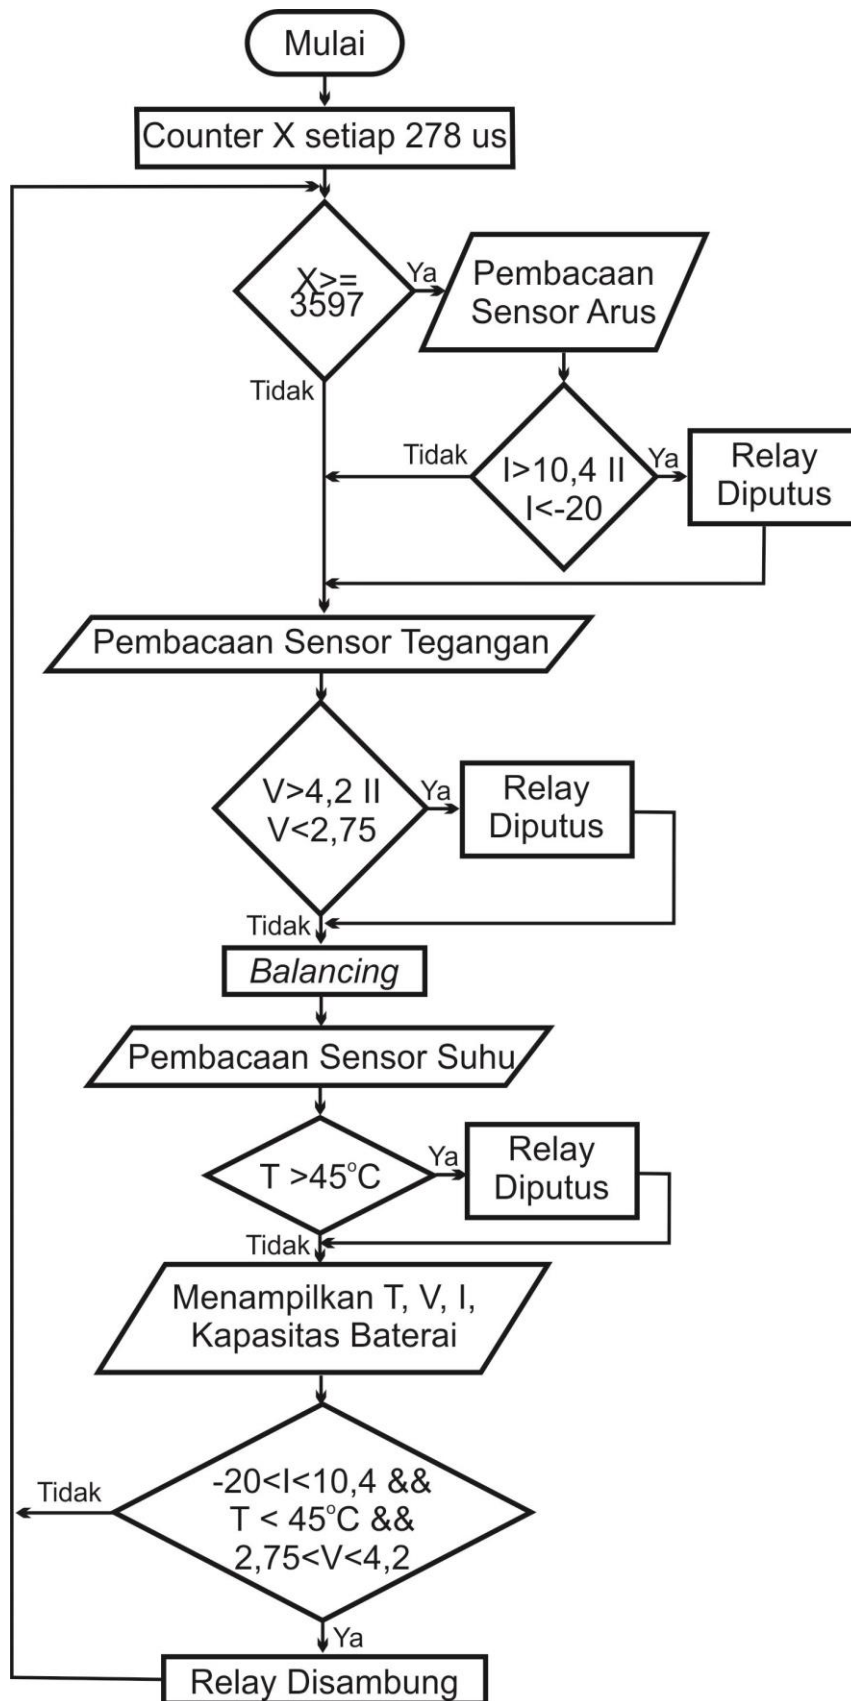 Mulai
Counter X setiap 278 us
X>=
3597
Ya
Pembacaan
Sensor Arus
Tidak
I>10,4 II
I<-20
Tidak
Ya
Relay
Diputus
Pembacaan Sensor Tegangan
V>4,2 II
V<2,75
Ya
Relay
Diputus
Tidak
Balancing
Pembacaan Sensor Suhu
T >45°C
Ya
Relay
Diputus
Tidak
Menampilkan T, V, I,
Kapasitas Baterai
Tidak
-20<I<10,4 &&
T < 45°C &&
2,75<V<4,2
Ya
Relay Disambung